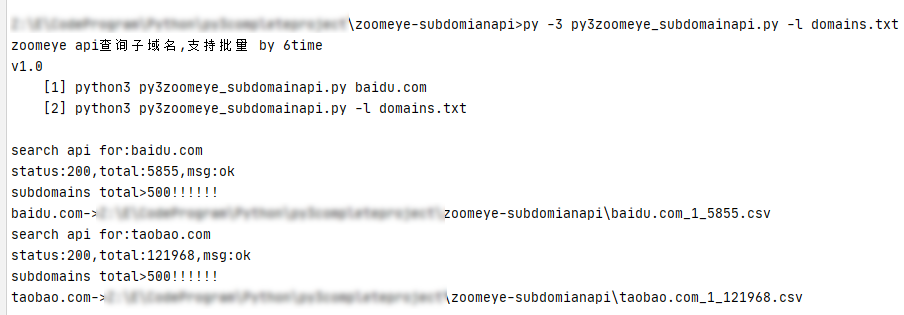 \zoomeye-subdomianapi>py -3 py3zoomeye_subdomainapi.py -l domains.txt
zoomeye api查询子域名,支持批量 by 6time
v1.0
[1] python3 py3zoomeye_subdomainapi.py baidu.com
[2] python3 py3zoomeye_subdomainapi.py -l domains.txt
search api for:baidu.com
status:200,total:5855,msg:ok
subdomains total>500!!!!!!
baidu.com-> zoomeye-subdomianapi\baidu.com_1_5855.csv
search api for:taobao.com
status:200,total:121968,msg:ok
subdomains total>500!!!!!!
taobao.com-> \zoomeye-subdomianapi\taobao.com_1_121968.csv